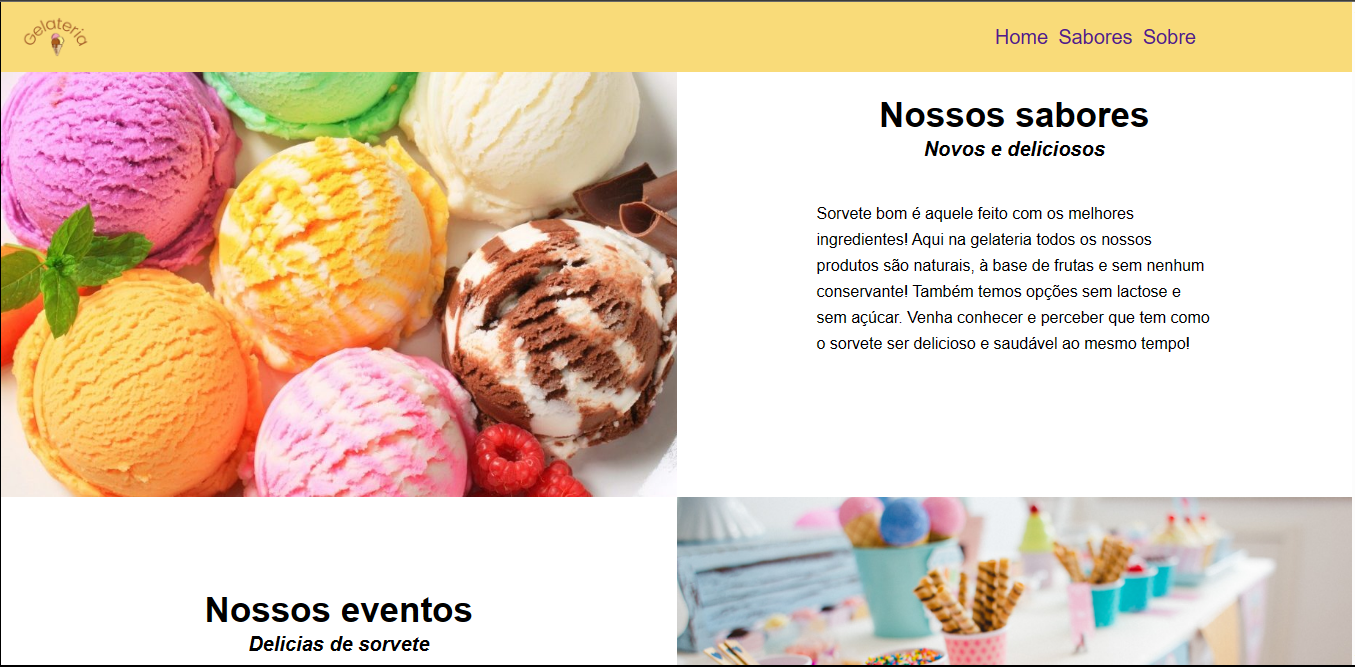 Gelateria
Home Sabores Sobre
Nossos sabores
Novos e deliciosos
Sorvete bom é aquele feito com os melhores
ingredientes! Aqui na gelateria todos os nossos
produtos são naturais, à base de frutas e sem nenhum
conservante! Também temos opções sem lactose e
sem açúcar. Venha conhecer e perceber que tem como
o sorvete ser delicioso e saudável ao mesmo tempo!
Nossos eventos
Delicias de sorvete